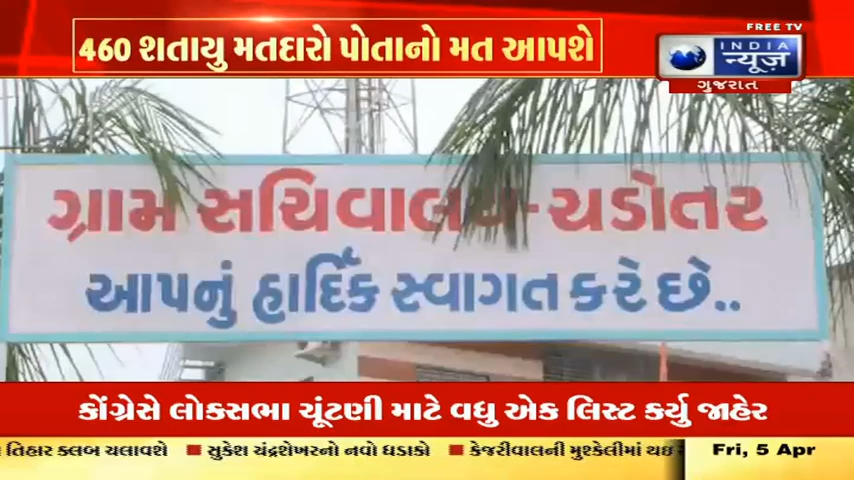 FREE TV
460 શતાયુ મતદારો પોતાનો મત આપશે
INDIA
न्यूज़
ગુજરાત
ગ્રામ સચિવાલય-ચડોતર
આપનું હાર્દિક સ્વાગત કરે છે..
કોંગ્રેસે લોકસભા ચૂંટણી માટે વધુ એક લિસ્ટ કર્યુ જાહેર
તિહાર ક્લબ ચલાવશે ■ સુકેશ ચંદ્રશેખરનો નવો ધડાકો ■ કેજરીવાલની મુશ્કેલીમાં થઇ
Fri, 5 Apr